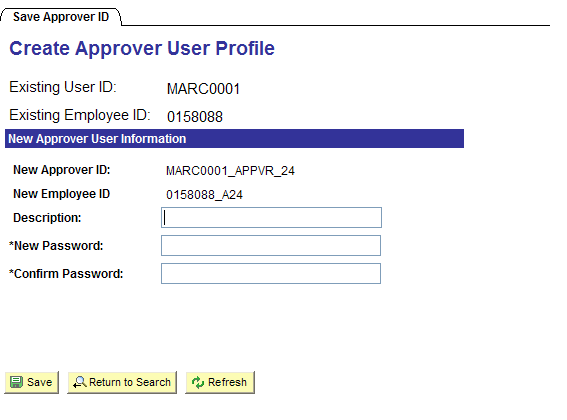 Save Approver ID
Create Approver User Profile
Existing User ID: MARC0001
Existing Employee ID: 0158088
New Approver User Information
New Approver ID: MARC0001_APPVR_24
New Employee ID 0158088_A24
Description:
*New Password:
*Confirm Password:
Save Return to Search Refresh